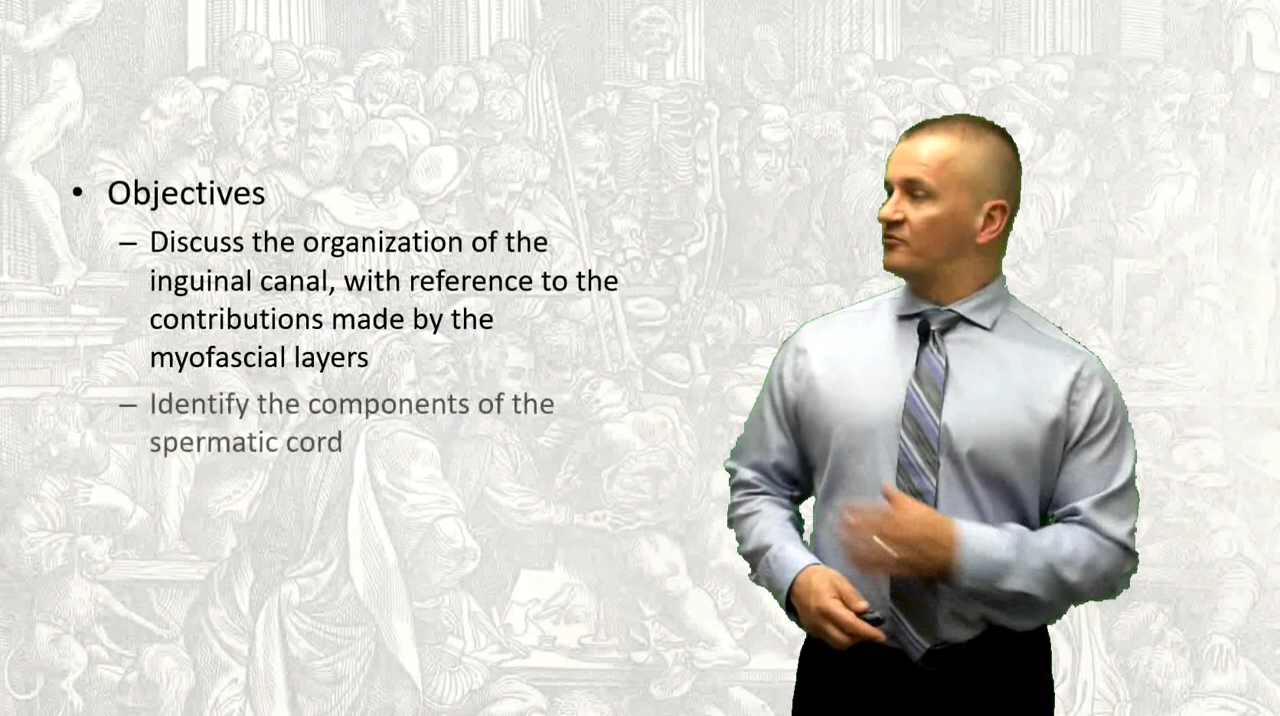 • Objectives
– Discuss the organization of the
inguinal canal, with reference to the
contributions made by the
myofascial layers
– Identify the components of the
spermatic cord